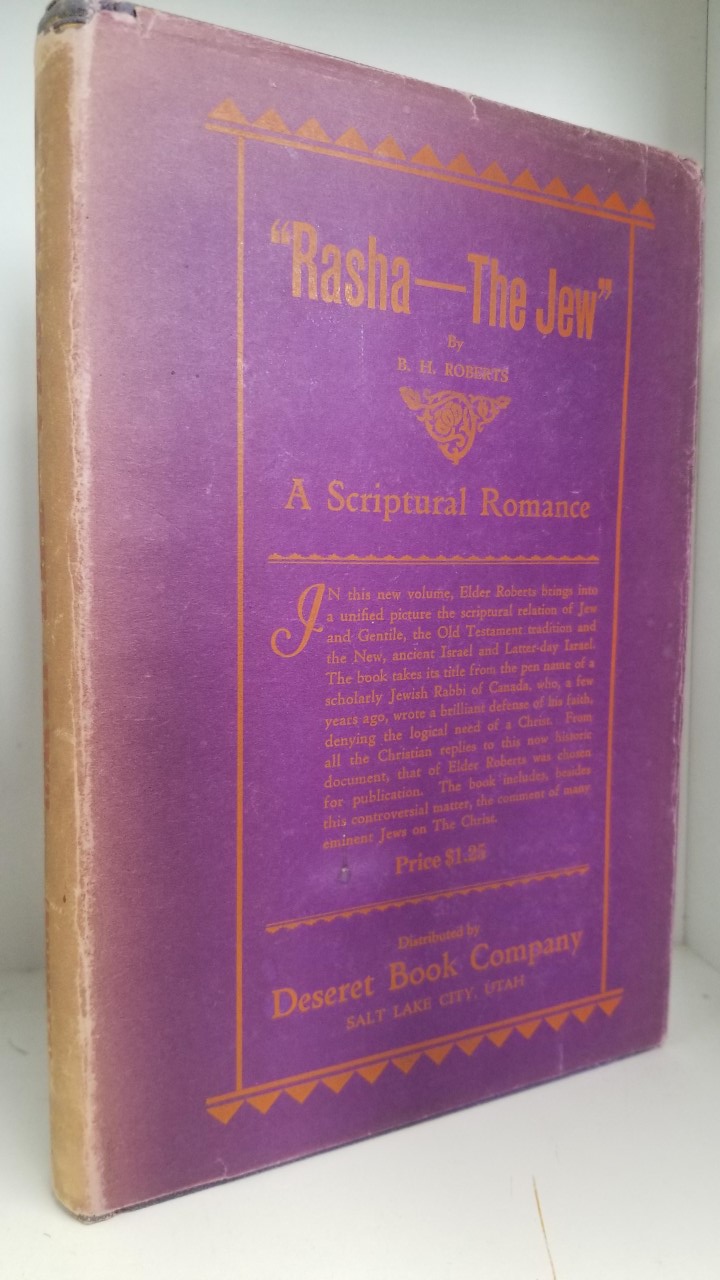 “Rasha—The Jew”
By
B. H. ROBERTS
A Scriptural Romance
IN this new volume, Elder Roberts brings into
a unified picture the scriptural relation of Jew
and Gentile, the Old Testament tradition and
the New, ancient Israel and Latter-day Israel.
The book takes its title from the pen name of a
scholarly Jewish Rabbi of Canada, who, a few
years ago, wrote a brilliant defense of his faith,
denying the logical need of a Christ. From
all the Christian replies to this now historic
document, that of Elder Roberts was chosen
for publication. The book includes, besides
this controversial matter, the comment of many
eminent Jews on The Christ.
Price $1.25
Distributed by
Deseret Book Company
SALT LAKE CITY, UTAH